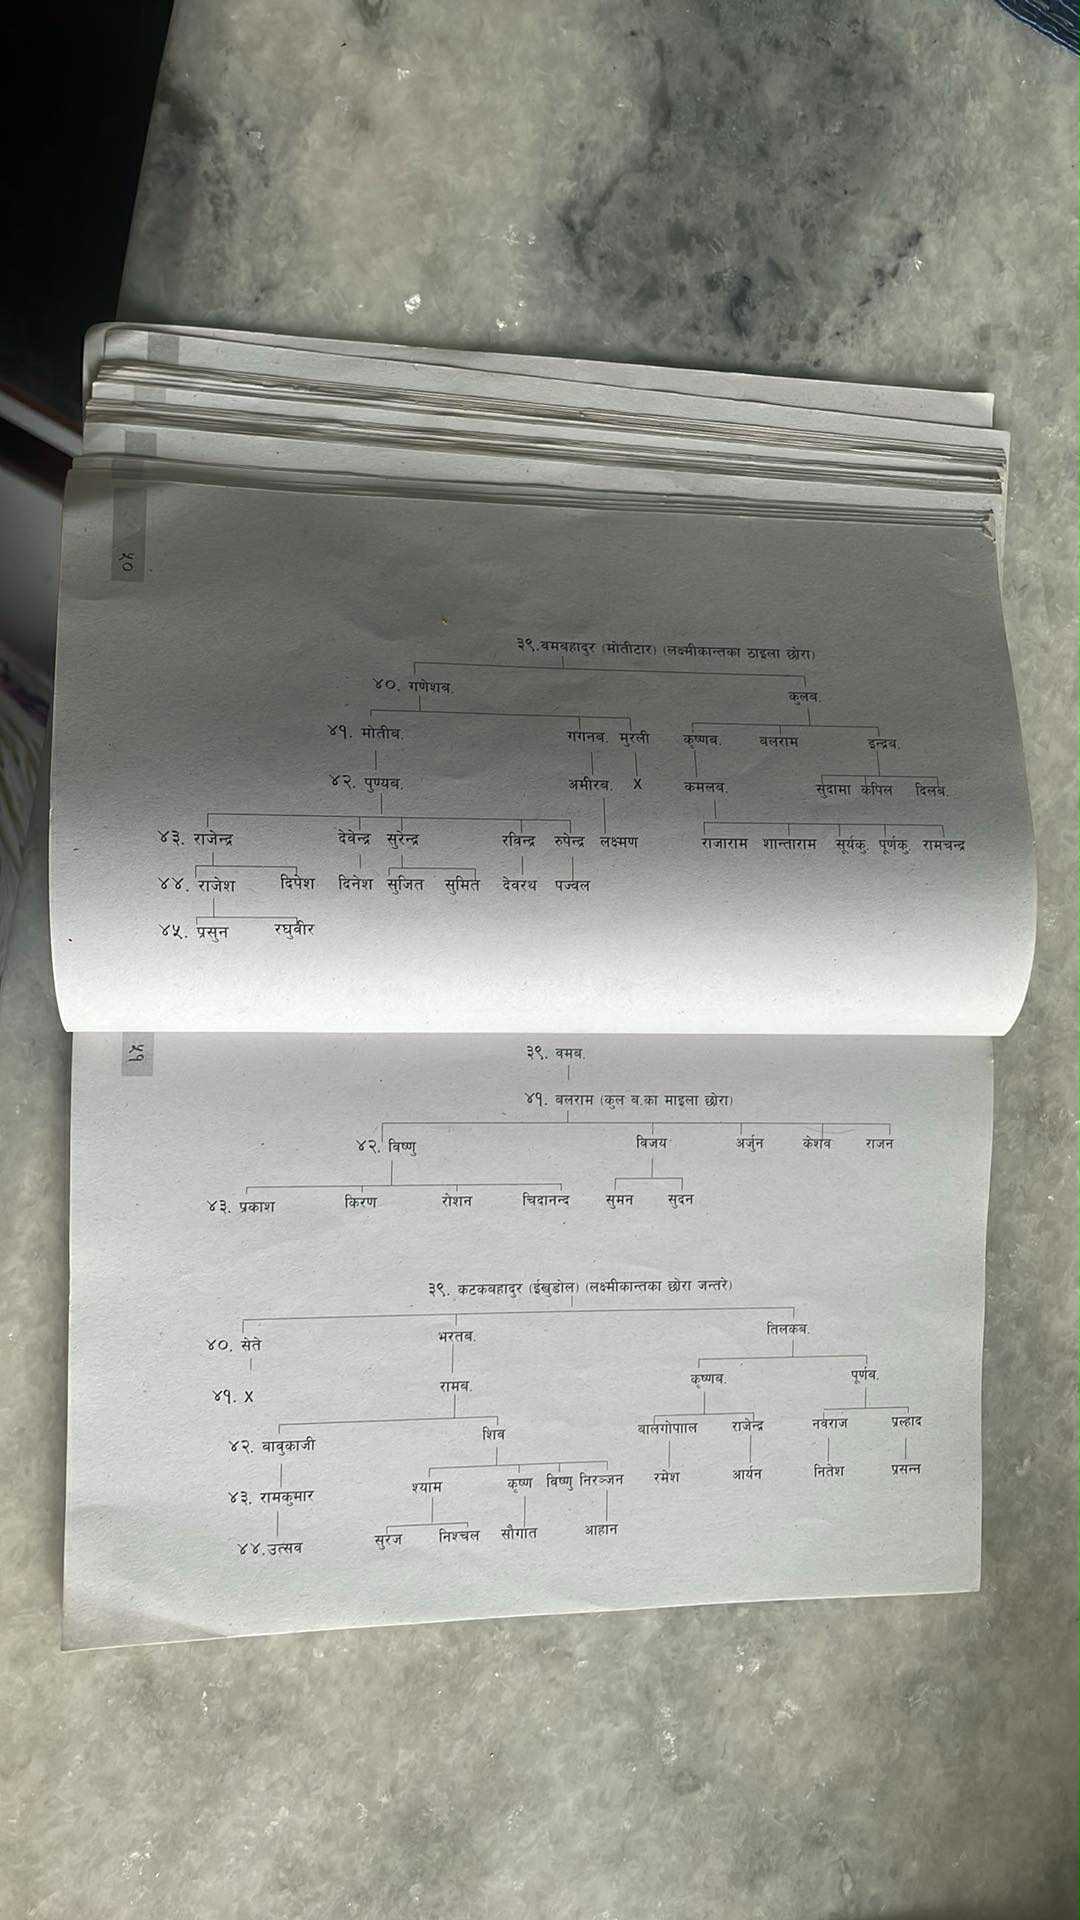 ५०
३९.बमबहादुर (मोतीटार) (लक्ष्मीकान्तका ठाइला छोरा)
४०. गणेशब. कुलब.
४१. मोतीब. गगनब. मुरली कृष्णब. बलराम इन्द्रब.
४२. पुण्यब. अमीरब. X कमलब. सुदामा कपिल दिलब.
४३. राजेन्द्र देवेन्द्र सुरेन्द्र रविन्द्र रुपेन्द्र लक्ष्मण राजाराम शान्ताराम सूर्यकु. पूर्णकु. रामचन्द्र
४४. राजेश दिपेश दिनेश सुजित सुमित देवरथ पज्वल
४५. प्रसुन रघुवीर
५१
३९. वमब.
४१. बलराम (कुल ब.का माइला छोरा)
४२. विष्णु विजय अर्जुन केशव राजन
४३. प्रकाश किरण रोशन चिदानन्द सुमन सुदन
३९. कटकबहादुर (ईखुडोल) (लक्ष्मीकान्तका छोरा जन्तरे)
४०. सेते भरतब. तिलकब.
४१. X रामब. कृष्णब. पूर्णब.
४२. बाबुकाजी शिव बालगोपााल राजेन्द्र नवराज प्रल्हाद
४३. रामकुमार श्याम कृष्ण विष्णु निरञ्जन रमेश आर्यन नितेश प्रसन्न
४४.उत्सव सुरज निश्चल सौगात आहान